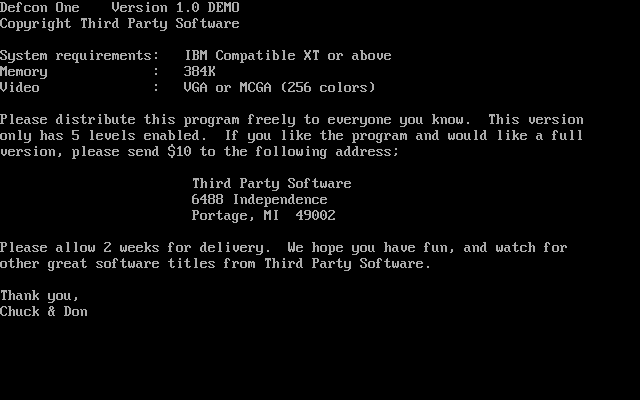 Defcon One    Version 1.0 DEMO
Copyright Third Party Software
System requirements:   IBM Compatible XT or above
Memory             :   384K
Video              :   VGA or MCGA (256 colors)
Please distribute this program freely to everyone you know.  This version
only has 5 levels enabled.  If you like the program and would like a full
version, please send $10 to the following address;
Third Party Software
6488 Independence
Portage, MI  49002
Please allow 2 weeks for delivery.  We hope you have fun, and watch for
other great software titles from Third Party Software.
Thank you,
Chuck & Don